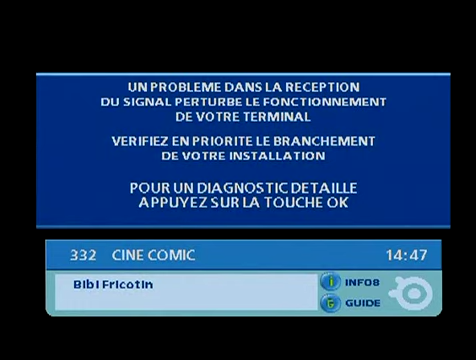 UN PROBLEME DANS LA RECEPTION
DU SIGNAL PERTURBE LE FONCTIONNEMENT
DE VOTRE TERMINAL
VERIFIEZ EN PRIORITE LE BRANCHEMENT
DE VOTRE INSTALLATION
POUR UN DIAGNOSTIC DETAILLE
APPUYEZ SUR LA TOUCHE OK
332 CINE COMIC 14:47
Bibi Fricotin
i INFOS
G GUIDE